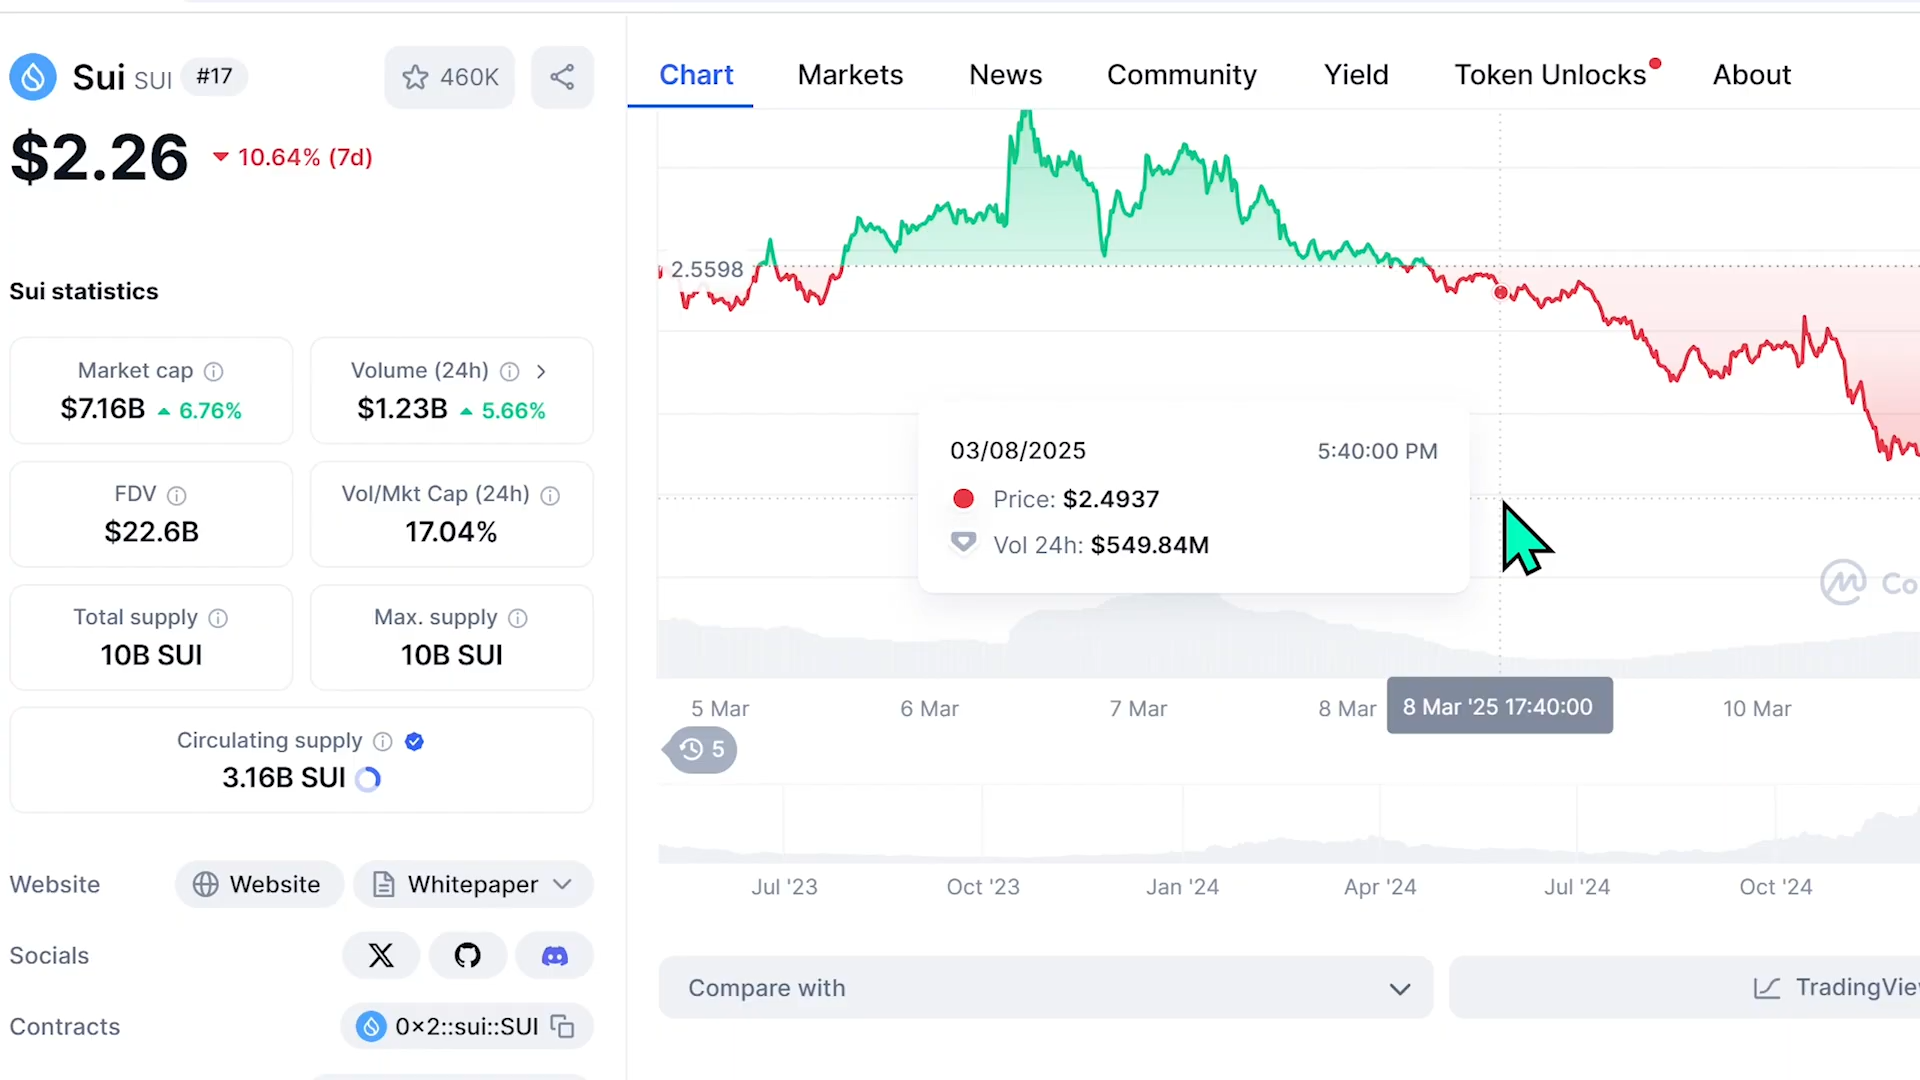 Sui SUI #17
460K
$2.26 10.64% (7d)
Sui statistics
Market cap
$7.16B 6.76%
Volume (24h)
$1.23B 5.66%
FDV
$22.6B
Vol/Mkt Cap (24h)
17.04%
Total supply
10B SUI
Max. supply
10B SUI
Circulating supply
3.16B SUI
Website Website Whitepaper
Socials
Contracts 0×2::sui::SUI
Chart Markets News Community Yield Token Unlocks About
2.5598
03/08/2025 5:40:00 PM
Price: $2.4937
Vol 24h: $549.84M
Co
5 Mar 6 Mar 7 Mar 8 Mar 8 Mar '25 17:40:00 10 Mar
5
Jul '23 Oct '23 Jan '24 Apr '24 Jul '24 Oct '24
Compare with
TradingVie